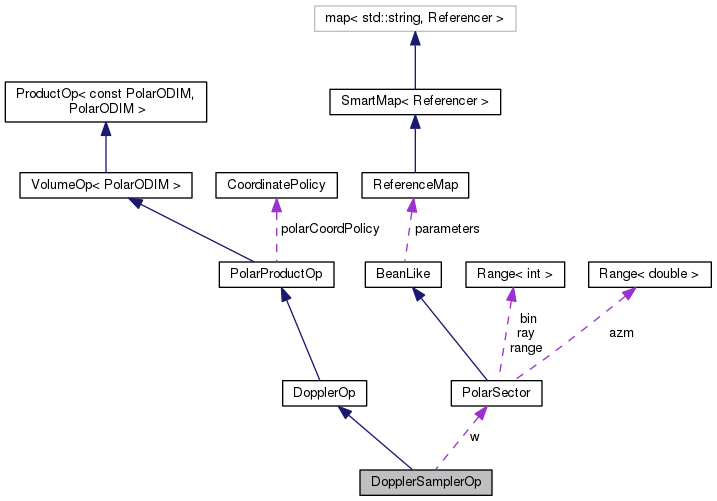 map< std::string, Referencer >
ProductOp< const PolarODIM,
PolarODIM >
SmartMap< Referencer >
VolumeOp< PolarODIM >
CoordinatePolicy
ReferenceMap
polarCoordPolicy
parameters
PolarProductOp
BeanLike
Range< int >
Range< double >
bin
ray
range
azm
DopplerOp
PolarSector
w
DopplerSamplerOp